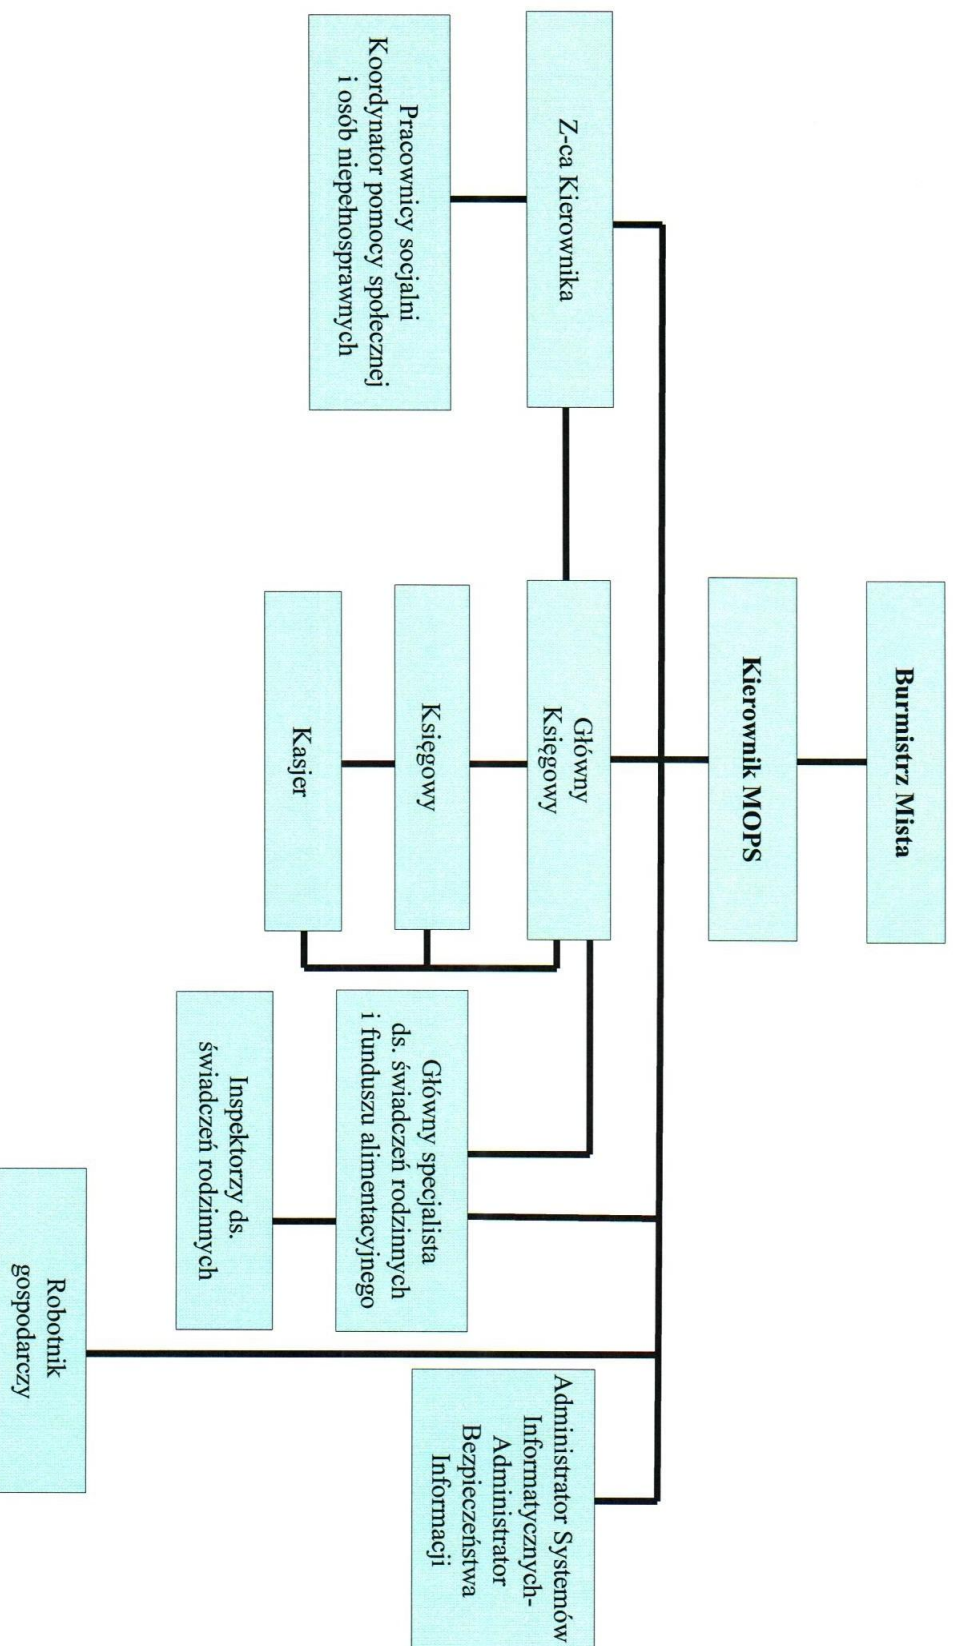 Burmistrz Mista
Kierownik MOPS
Z-ca Kierownika
Główny
Księgowy
Administrator Systemów
Informatycznych-
Administrator
Bezpieczeństwa
Informacji
Pracownicy socjalni
Koordynator pomocy społecznej
i osób niepełnosprawnych
Księgowy
Główny specjalista
ds. świadczeń rodzinnych
i funduszu alimentacyjnego
Kasjer
Inspektorzy ds.
świadczeń rodzinnych
Robotnik
gospodarczy